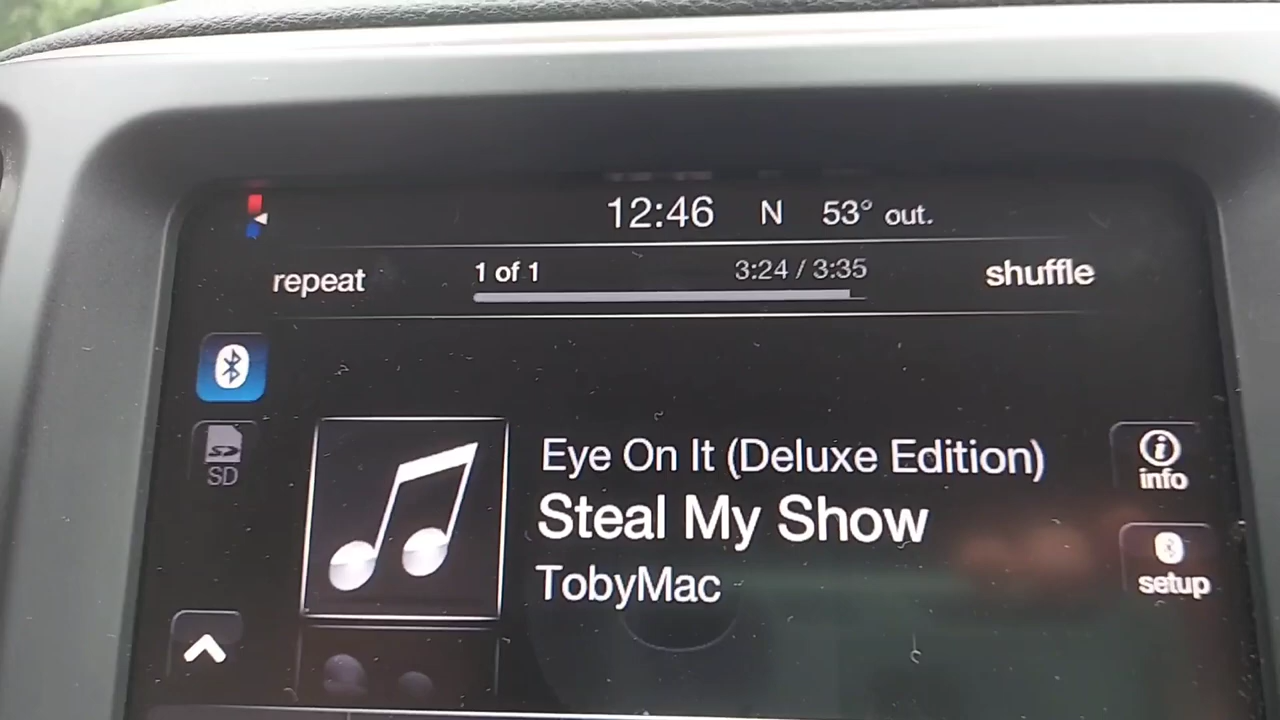 12:46 N 53° out.
repeat 1 of 1 3:24 / 3:35 shuffle
SD
Eye On It (Deluxe Edition)
Steal My Show
TobyMac
info
setup